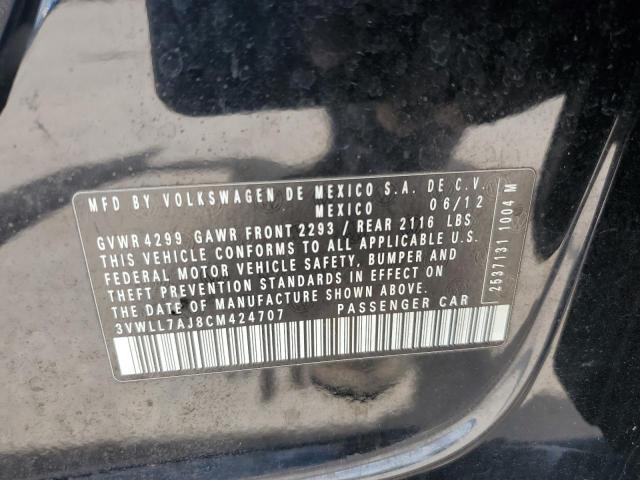 MFD BY VOLKSWAGEN DE MEXICO S.A. DE C.V.
MEXICO 06/12
GVWR 4299 GAWR FRONT 2293 / REAR 2116 LBS
THIS VEHICLE CONFORMS TO ALL APPLICABLE U.S.
FEDERAL MOTOR VEHICLE SAFETY, BUMPER AND
THEFT PREVENTION STANDARDS IN EFFECT ON
THE DATE OF MANUFACTURE SHOWN ABOVE.
3VWLL7AJ8CM424707 PASSENGER CAR
2537131 1004 M